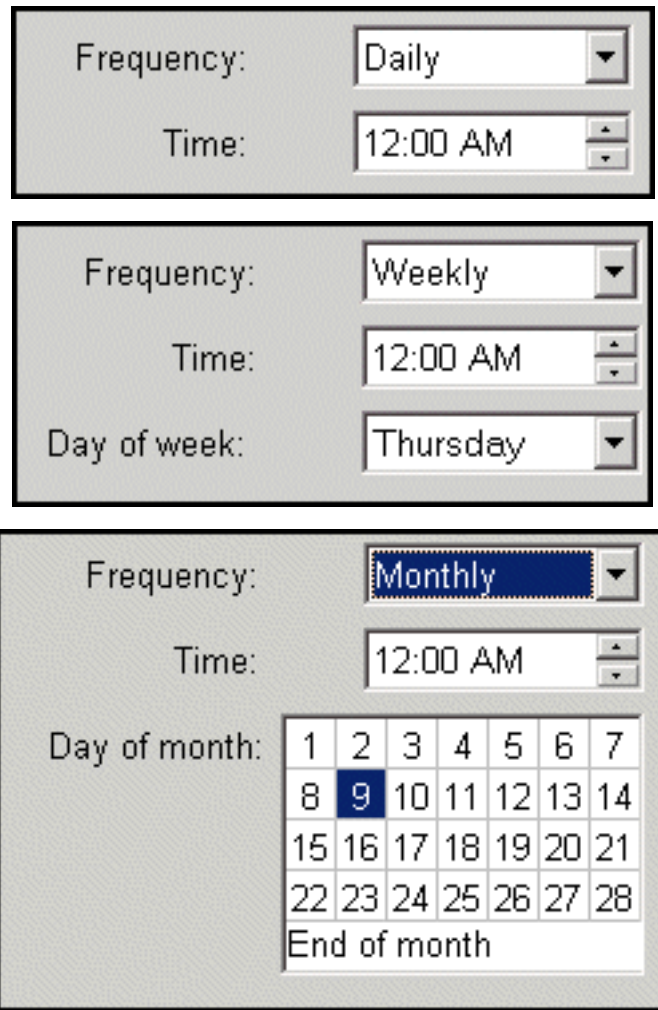 Frequency: Daily
Time: 12:00 AM
Frequency: Weekly
Time: 12:00 AM
Day of week: Thursday
Frequency: Monthly
Time: 12:00 AM
Day of month: 1 2 3 4 5 6 7
8 9 10 11 12 13 14
15 16 17 18 19 20 21
22 23 24 25 26 27 28
End of month